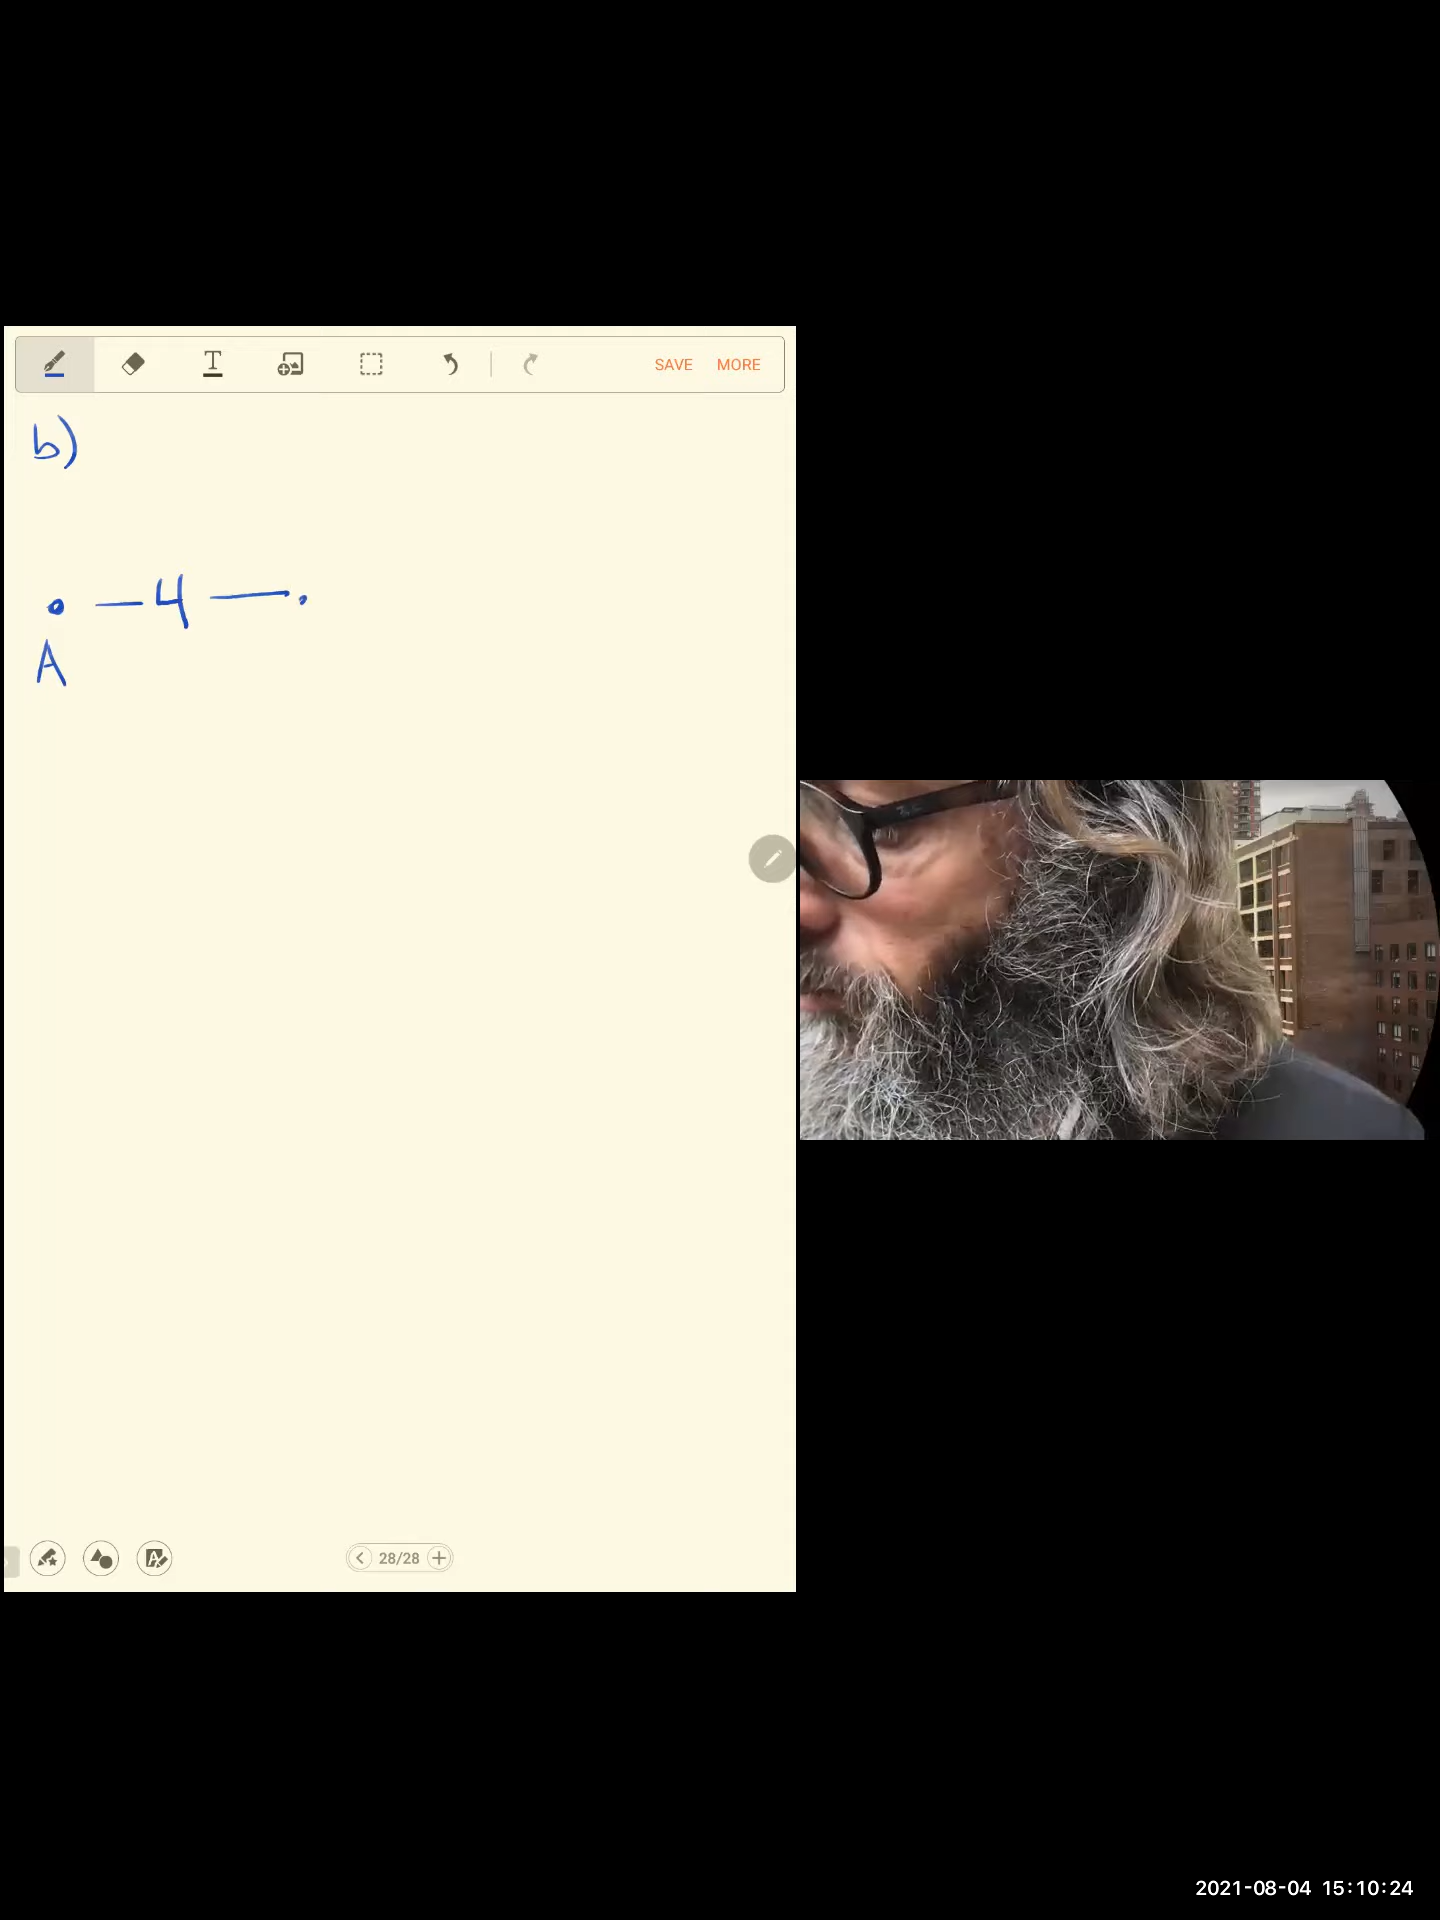 T
SAVE MORE
b)
. — 4 — .
A
28/28
2021-08-04 15:10:24